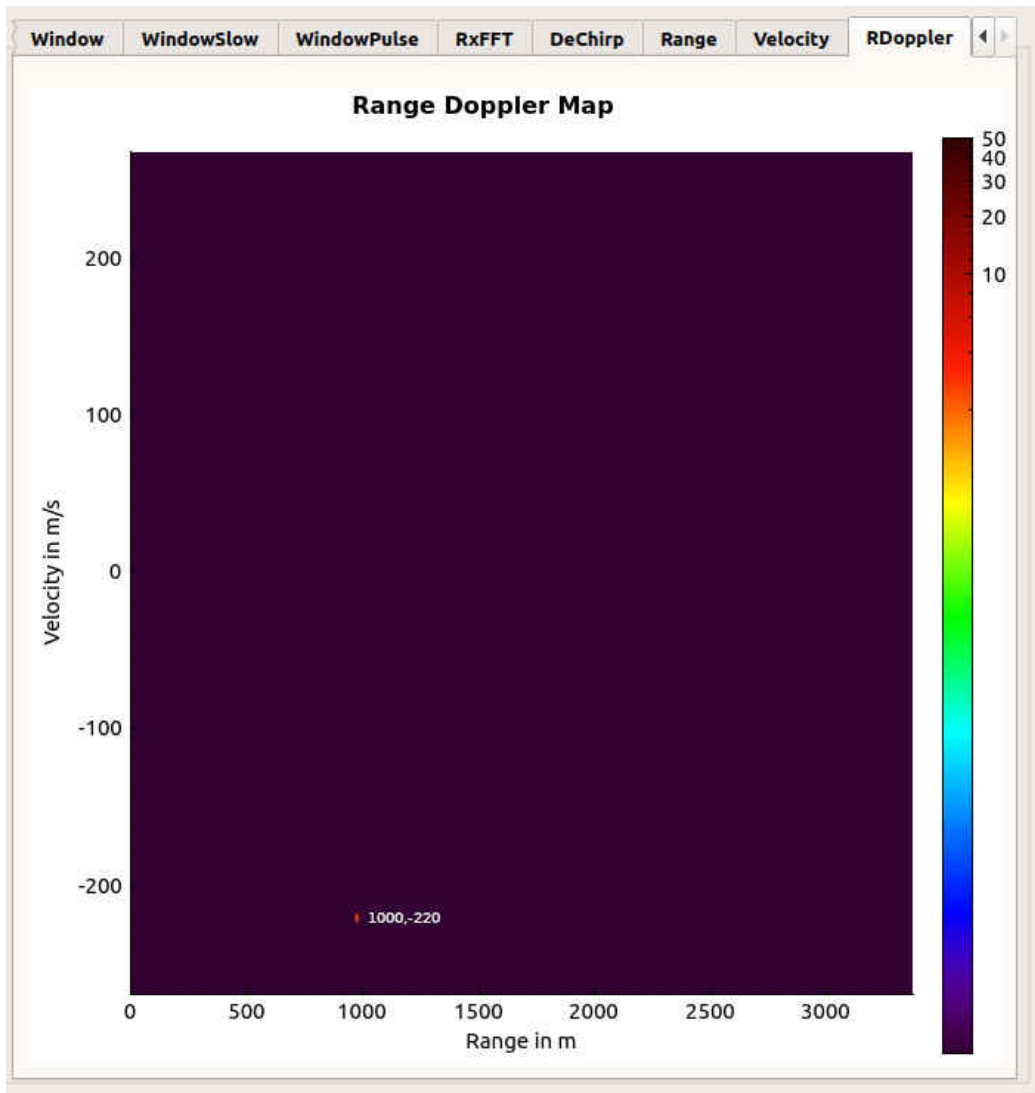 Window WindowSlow WindowPulse RxFFT DeChirp Range Velocity RDoppler
Range Doppler Map
50
40
30
20
10
200
100
0
-100
-200
Velocity in m/s
1000,-220
0 500 1000 1500 2000 2500 3000
Range in m